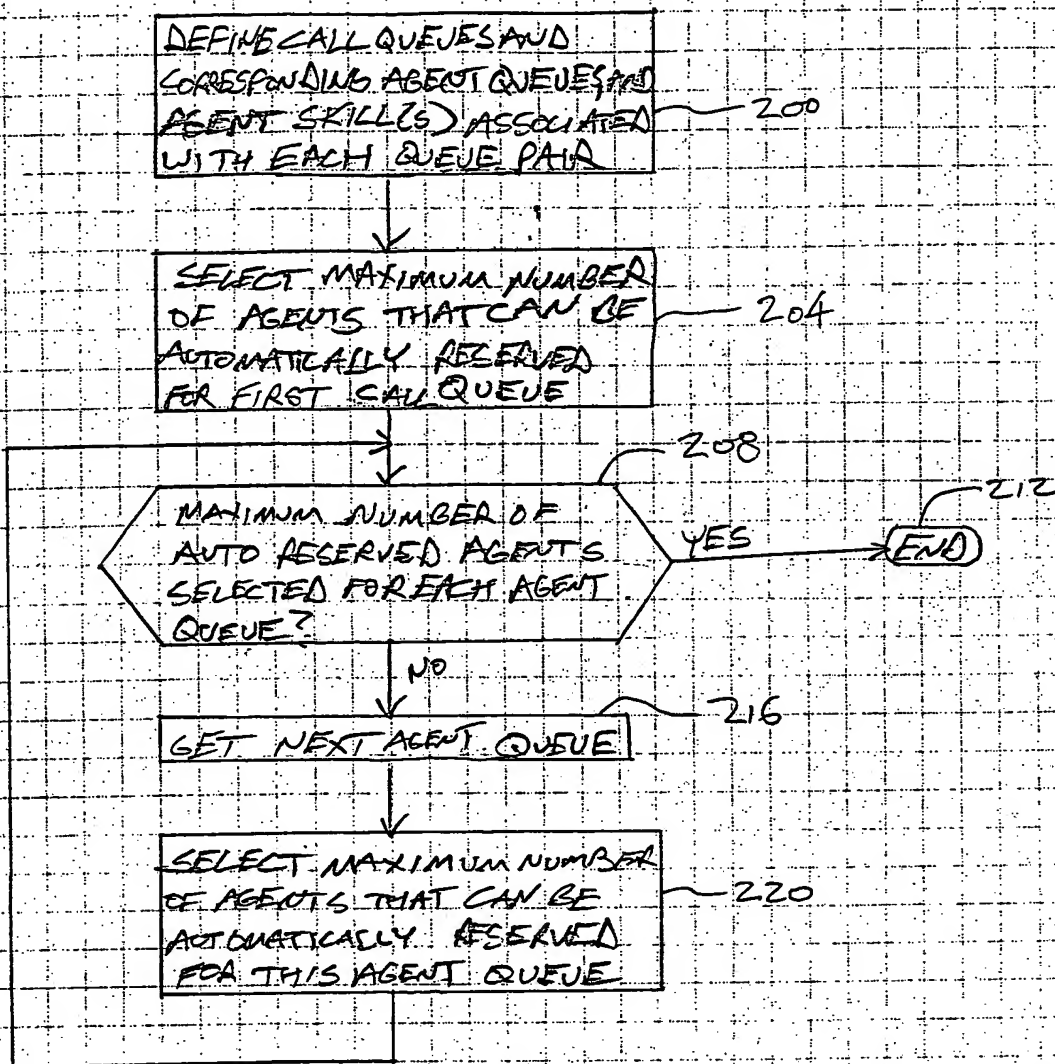 DEFINE CALL QUEUES AND
CORRESPONDING AGENT QUEUES AND
AGENT SKILL(S) ASSOCIATED
WITH EACH QUEUE PAIR
200
SELECT MAXIMUM NUMBER
OF AGENTS THAT CAN BE
AUTOMATICALLY RESERVED
FOR FIRST CALL QUEUE
204
208
MAXIMUM NUMBER OF
AUTO RESERVED AGENTS
SELECTED FOR EACH AGENT
QUEUE?
YES
212
END
NO
216
GET NEXT AGENT QUEUE
SELECT MAXIMUM NUMBER
OF AGENTS THAT CAN BE
AUTOMATICALLY RESERVED
FOR THIS AGENT QUEUE
220